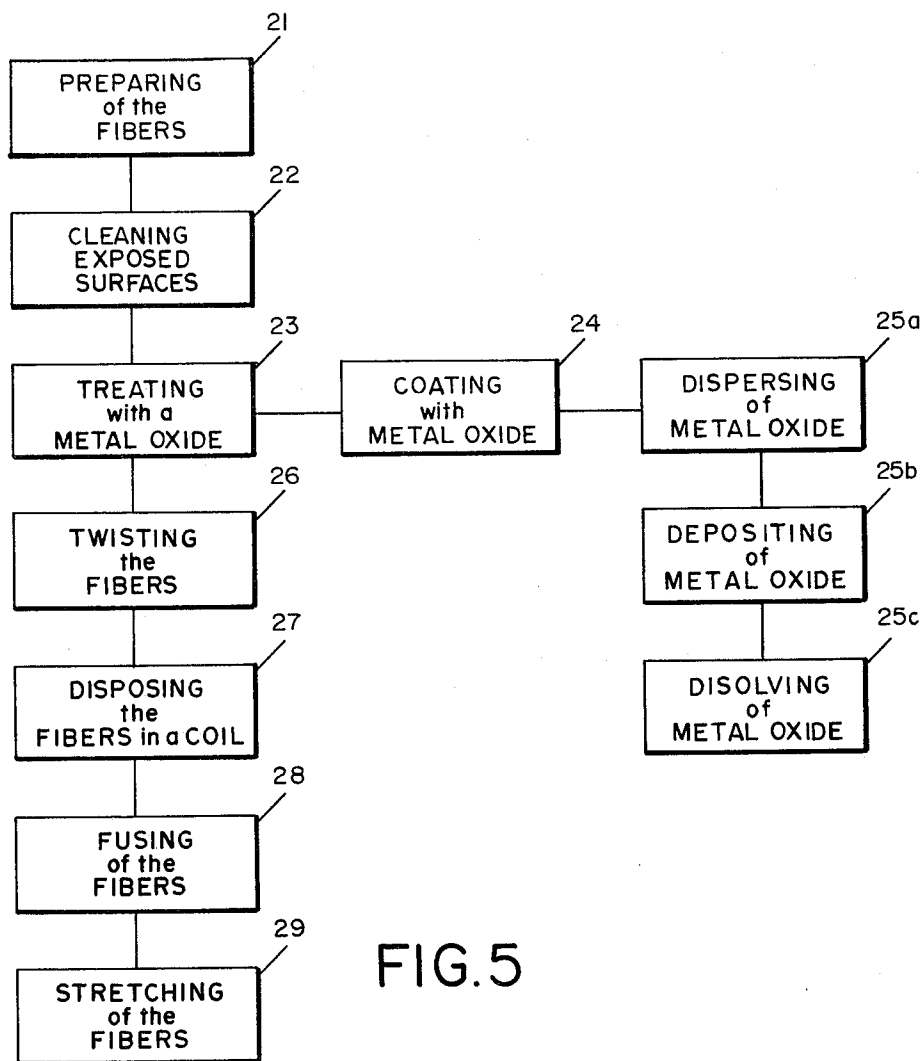 21
PREPARING
of the
FIBERS
22
CLEANING
EXPOSED
SURFACES
23
TREATING
with a
METAL OXIDE
24
COATING
with
METAL OXIDE
25a
DISPERSING
of
METAL OXIDE
25b
DEPOSITING
of
METAL OXIDE
25c
DISOLVING
of
METAL OXIDE
26
TWISTING
the
FIBERS
27
DISPOSING
the
FIBERS in a COIL
28
FUSING
of the
FIBERS
29
STRETCHING
of the
FIBERS
FIG. 5